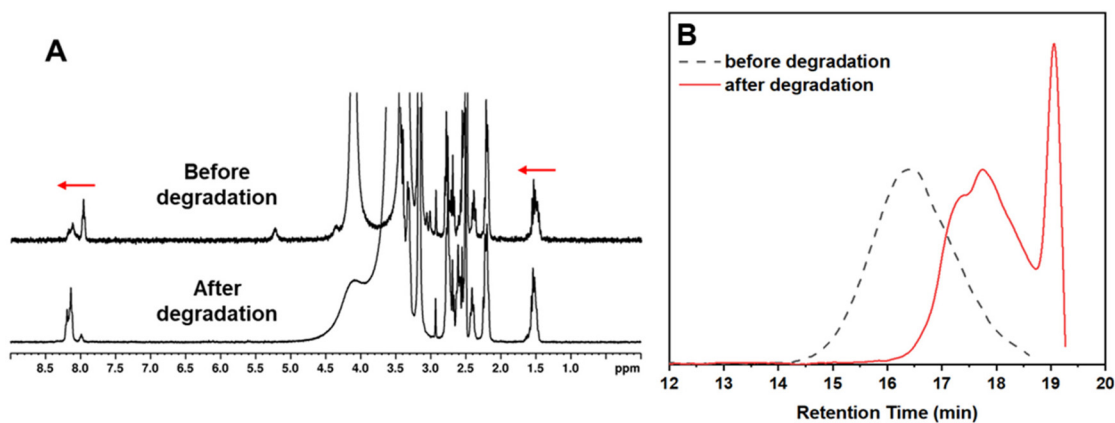 A
Before
degradation
After
degradation
8.5 8.0 7.5 7.0 6.5 6.0 5.5 5.0 4.5 4.0 3.5 3.0 2.5 2.0 1.5 1.0 ppm
B
before degradation
after degradation
12 13 14 15 16 17 18 19 20
Retention Time (min)